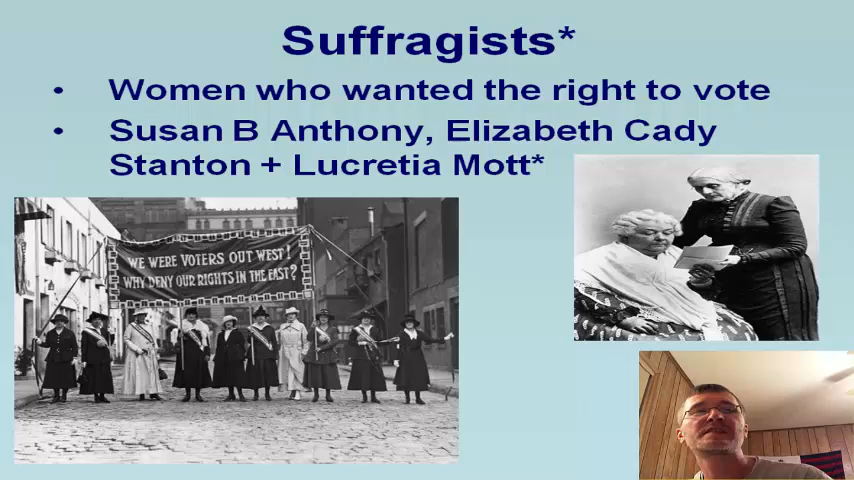 Suffragists*
• Women who wanted the right to vote
• Susan B Anthony, Elizabeth Cady
Stanton + Lucretia Mott*
WE WERE VOTERS OUT WEST!
WHY DENY OUR RIGHTS IN THE EAST?